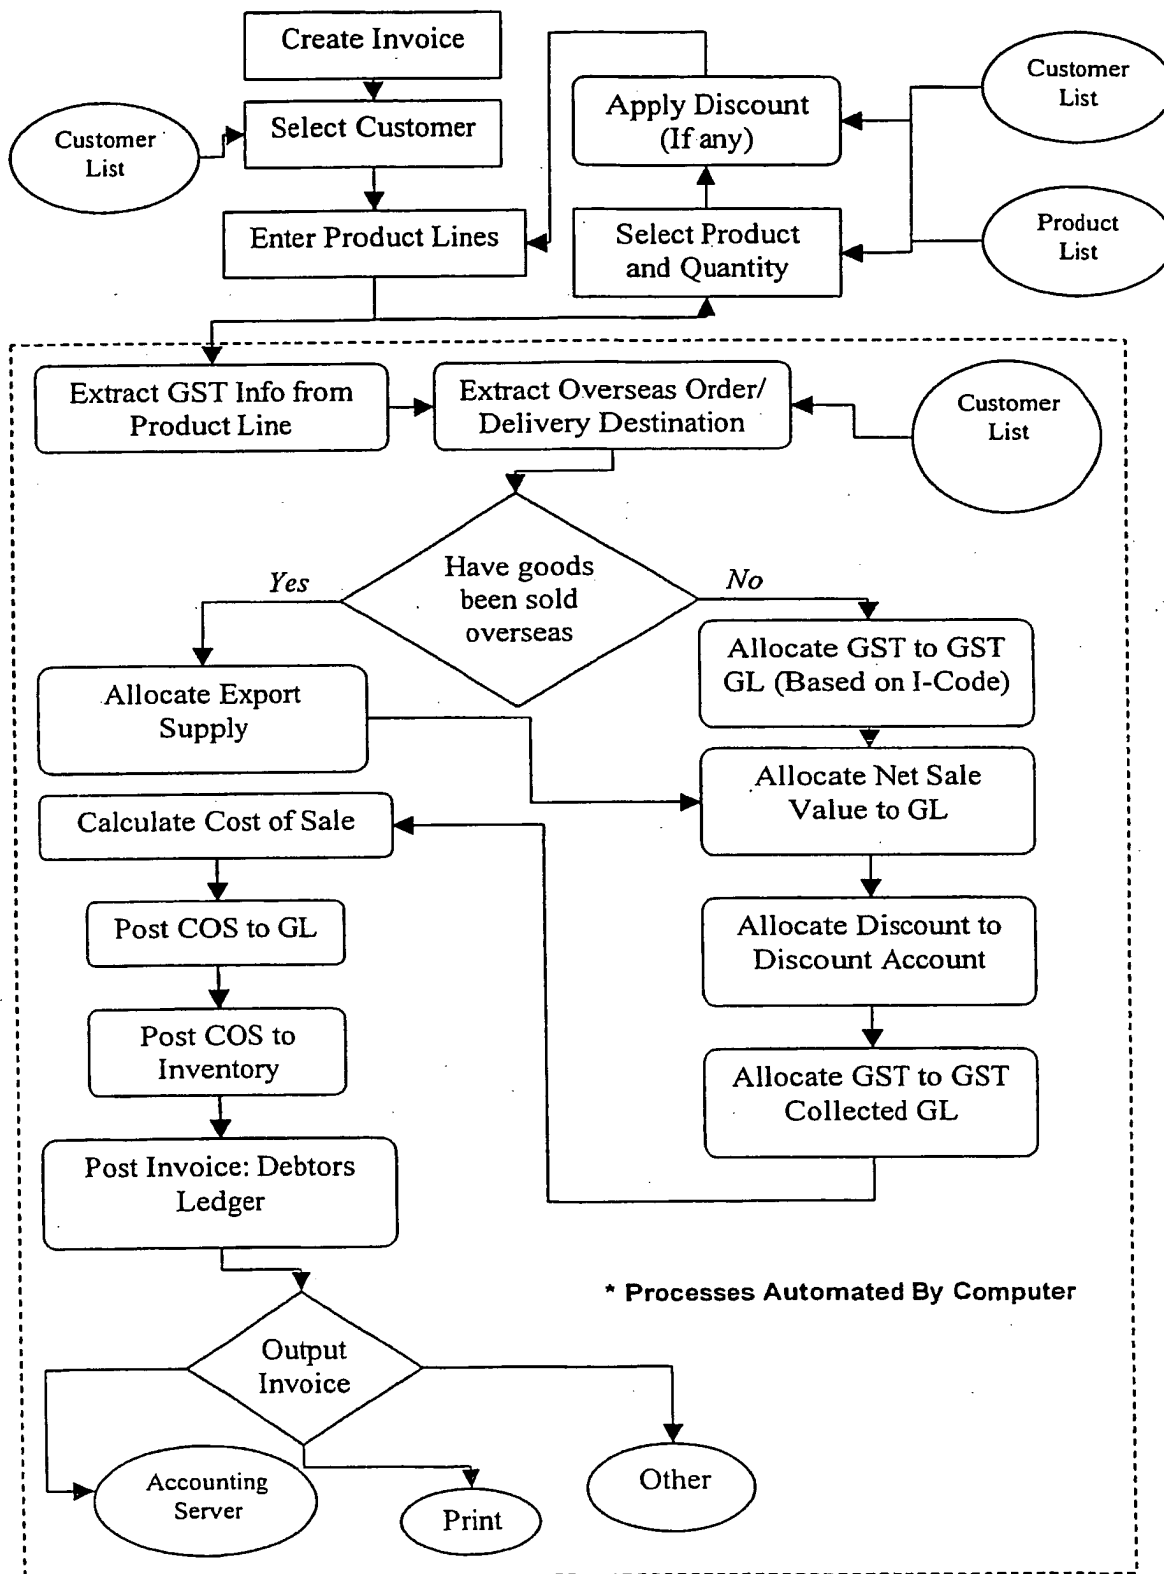 Create Invoice
Customer
List
Select Customer
Enter Product Lines
Apply Discount
(If any)
Customer
List
Select Product
and Quantity
Product
List
Extract GST Info from
Product Line
Extract Overseas Order/
Delivery Destination
Customer
List
Have goods
been sold
overseas
Yes
No
Allocate Export
Supply
Allocate GST to GST
GL (Based on I-Code)
Allocate Net Sale
Value to GL
Calculate Cost of Sale
Allocate Discount to
Discount Account
Post COS to GL
Post COS to
Inventory
Allocate GST to GST
Collected GL
Post Invoice: Debtors
Ledger
* Processes Automated By Computer
Output
Invoice
Accounting
Server
Print
Other